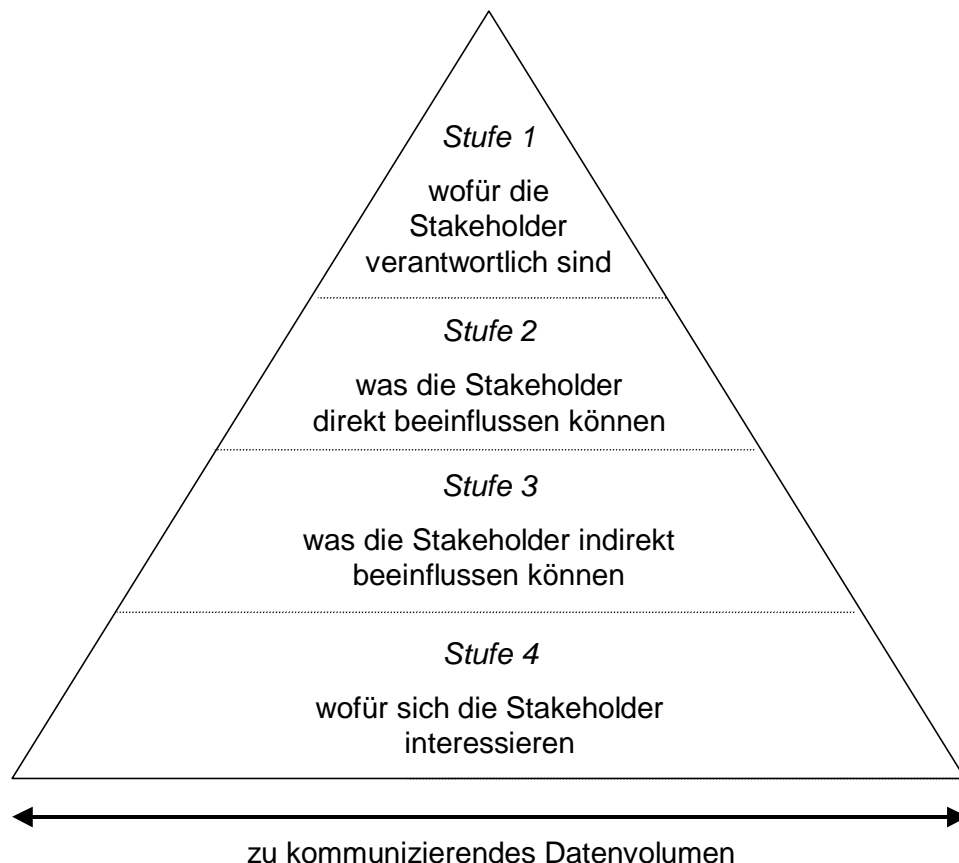 Stufe 1
wofür die
Stakeholder
verantwortlich sind
Stufe 2
was die Stakeholder
direkt beeinflussen können
Stufe 3
was die Stakeholder indirekt
beeinflussen können
Stufe 4
wofür sich die Stakeholder
interessieren
zu kommunizierendes Datenvolumen